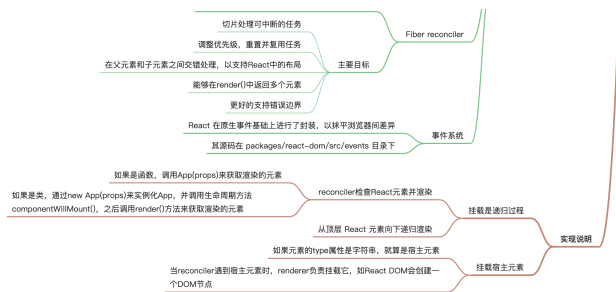 切片处理可中断的任务
Fiber reconciler
调整优先级，重置并复用任务
在父元素和子元素之间交错处理，以支持React中的布局
主要目标
能够在render()中返回多个元素
更好的支持错误边界
React 在原生事件基础上进行了封装，以抹平浏览器间差异
事件系统
其源码在 packages/react-dom/src/events 目录下
如果是函数，调用App(props)来获取渲染的元素
reconciler检查React元素并渲染
如果是类，通过new App(props)来实例化App，并调用生命周期方法
componentWillMount()，之后调用render()方法来获取渲染的元素
挂载是递归过程
从顶层 React 元素向下递归渲染
实现说明
如果元素的type属性是字符串，就算是宿主元素
挂载宿主元素
当reconciler遇到宿主元素时，renderer负责挂载它，如React DOM会创建一
个DOM节点